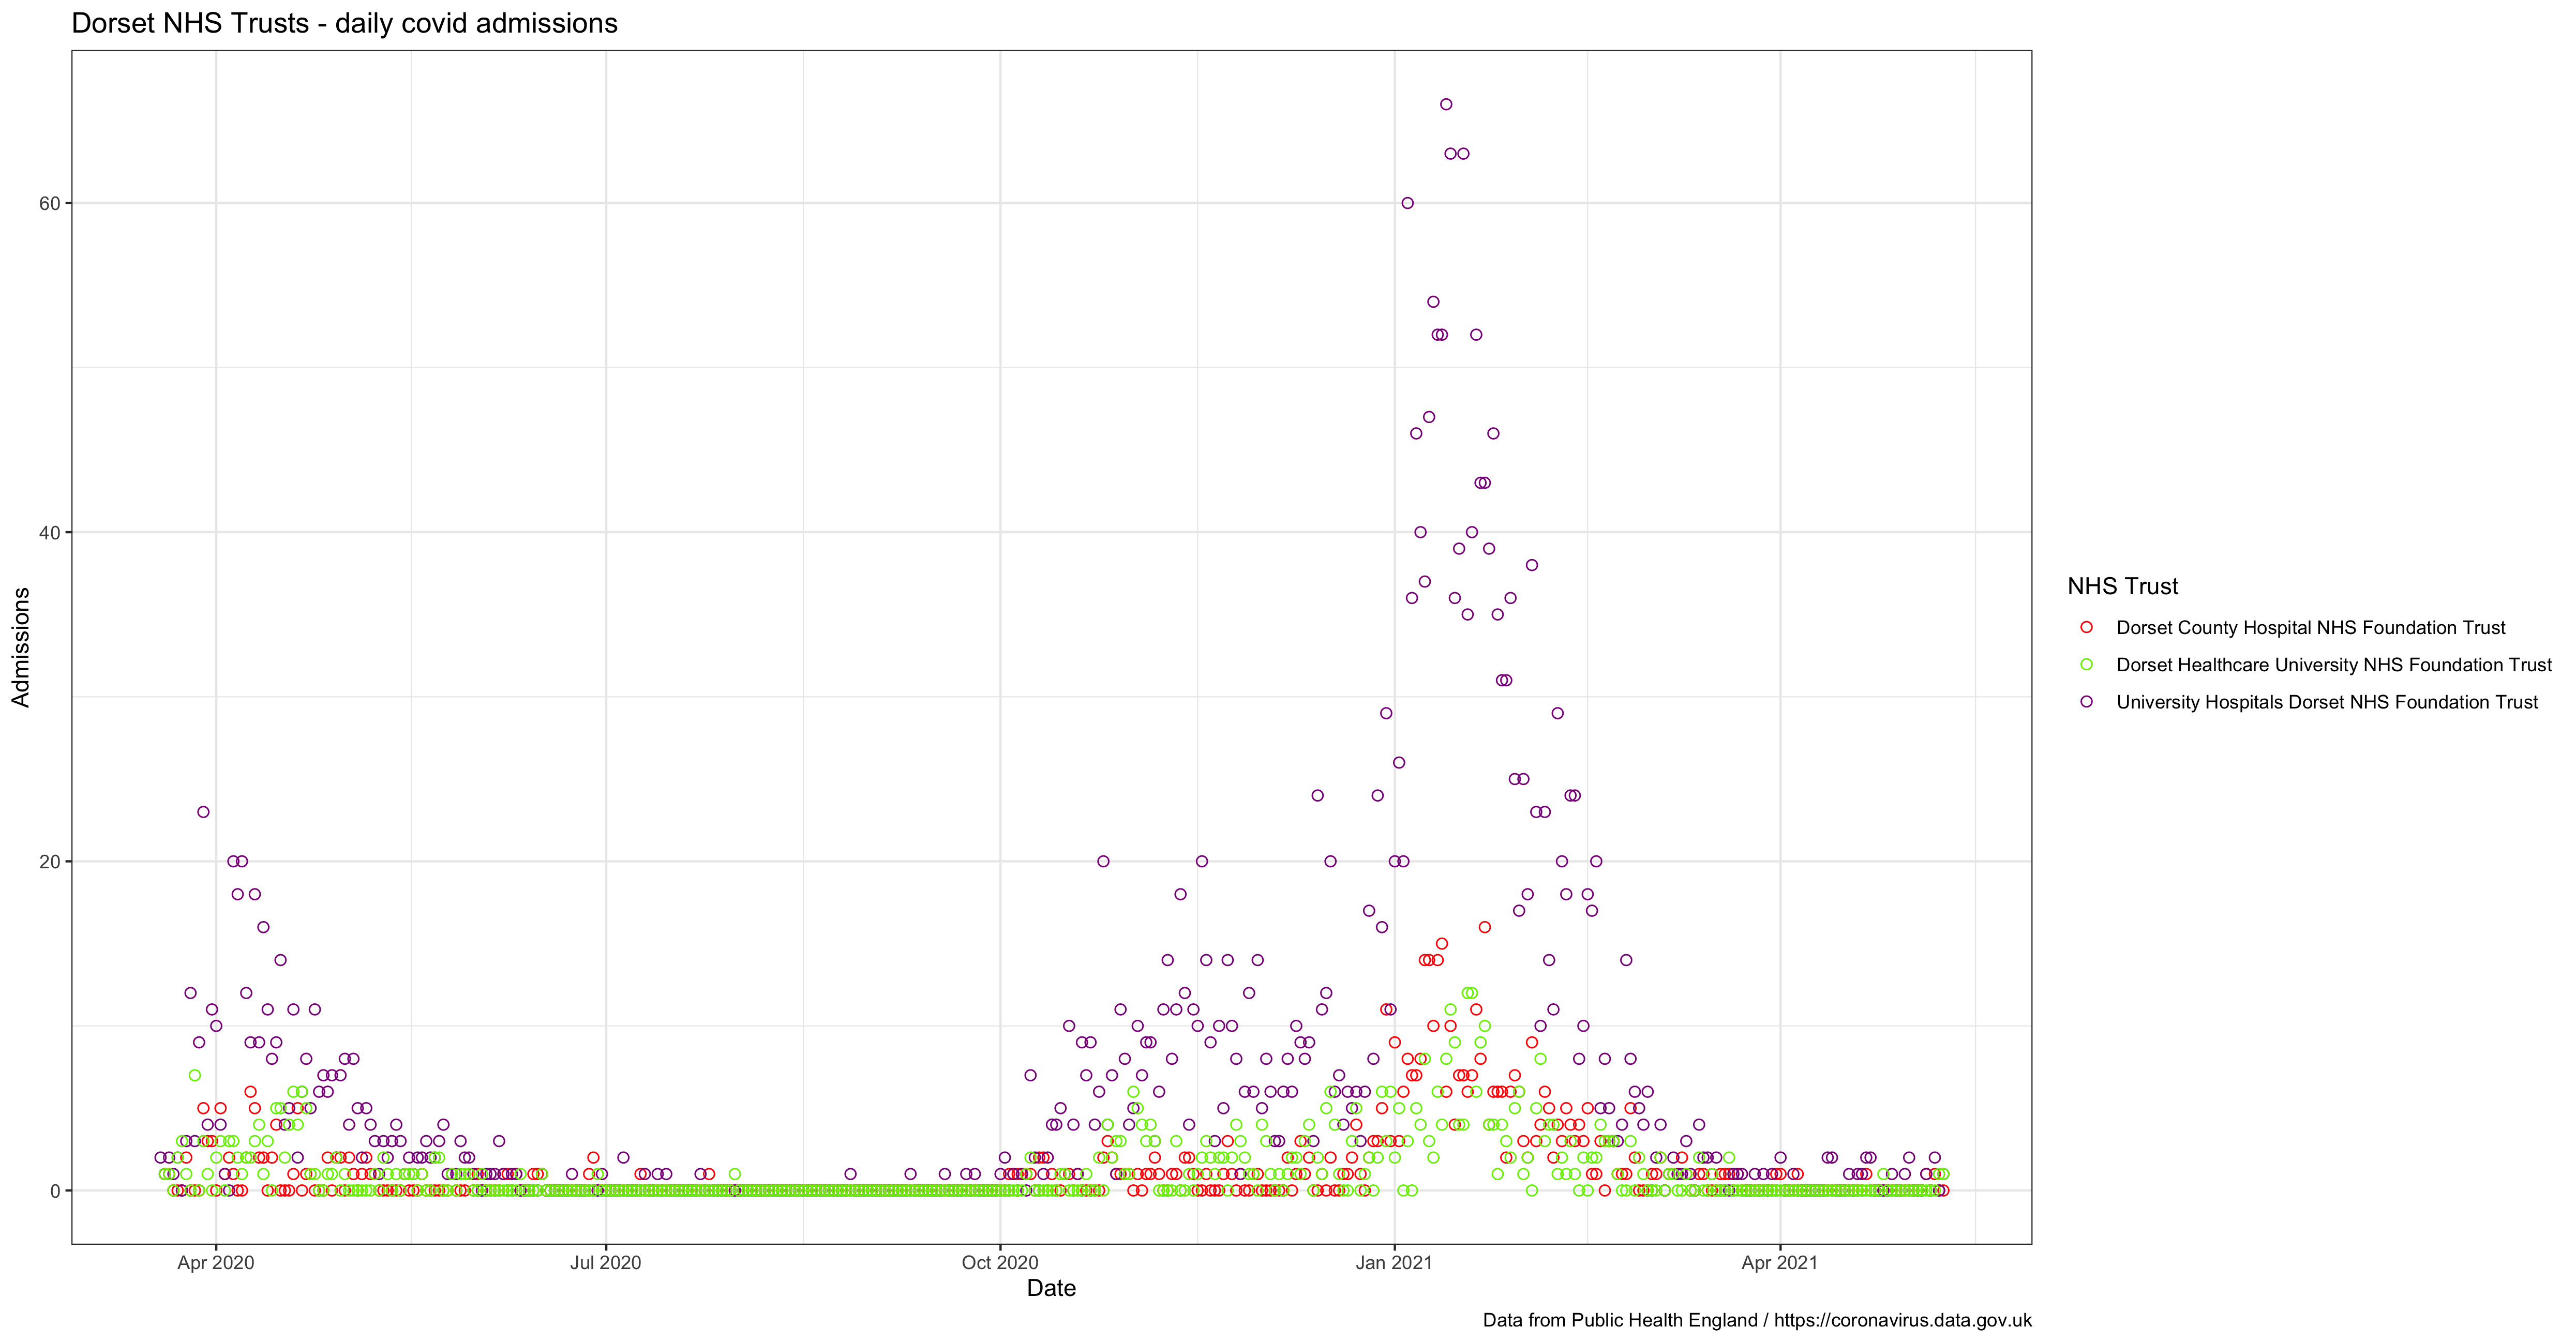 Dorset NHS Trusts - daily covid admissions
60
40
20
0
Admissions
Apr 2020
Jul 2020
Oct 2020
Jan 2021
Apr 2021
Date
NHS Trust
Dorset County Hospital NHS Foundation Trust
Dorset Healthcare University NHS Foundation Trust
University Hospitals Dorset NHS Foundation Trust
Data from Public Health England / https://coronavirus.data.gov.uk